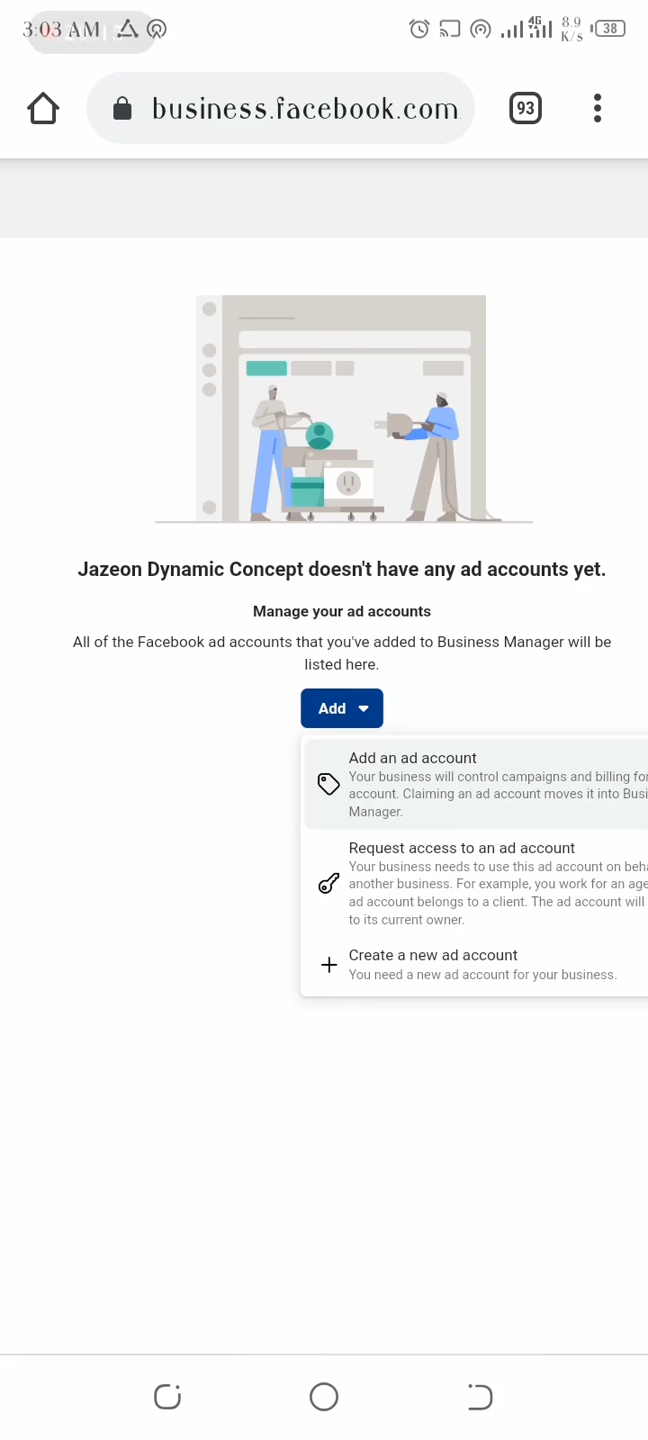 3:03 AM
4G
8.9
K/s
38
business.facebook.com
93
Jazeon Dynamic Concept doesn't have any ad accounts yet.
Manage your ad accounts
All of the Facebook ad accounts that you've added to Business Manager will be
listed here.
Add
Add an ad account
Your business will control campaigns and billing for
account. Claiming an ad account moves it into Busi
Manager.
Request access to an ad account
Your business needs to use this ad account on beha
another business. For example, you work for an age
ad account belongs to a client. The ad account will
to its current owner.
Create a new ad account
You need a new ad account for your business.